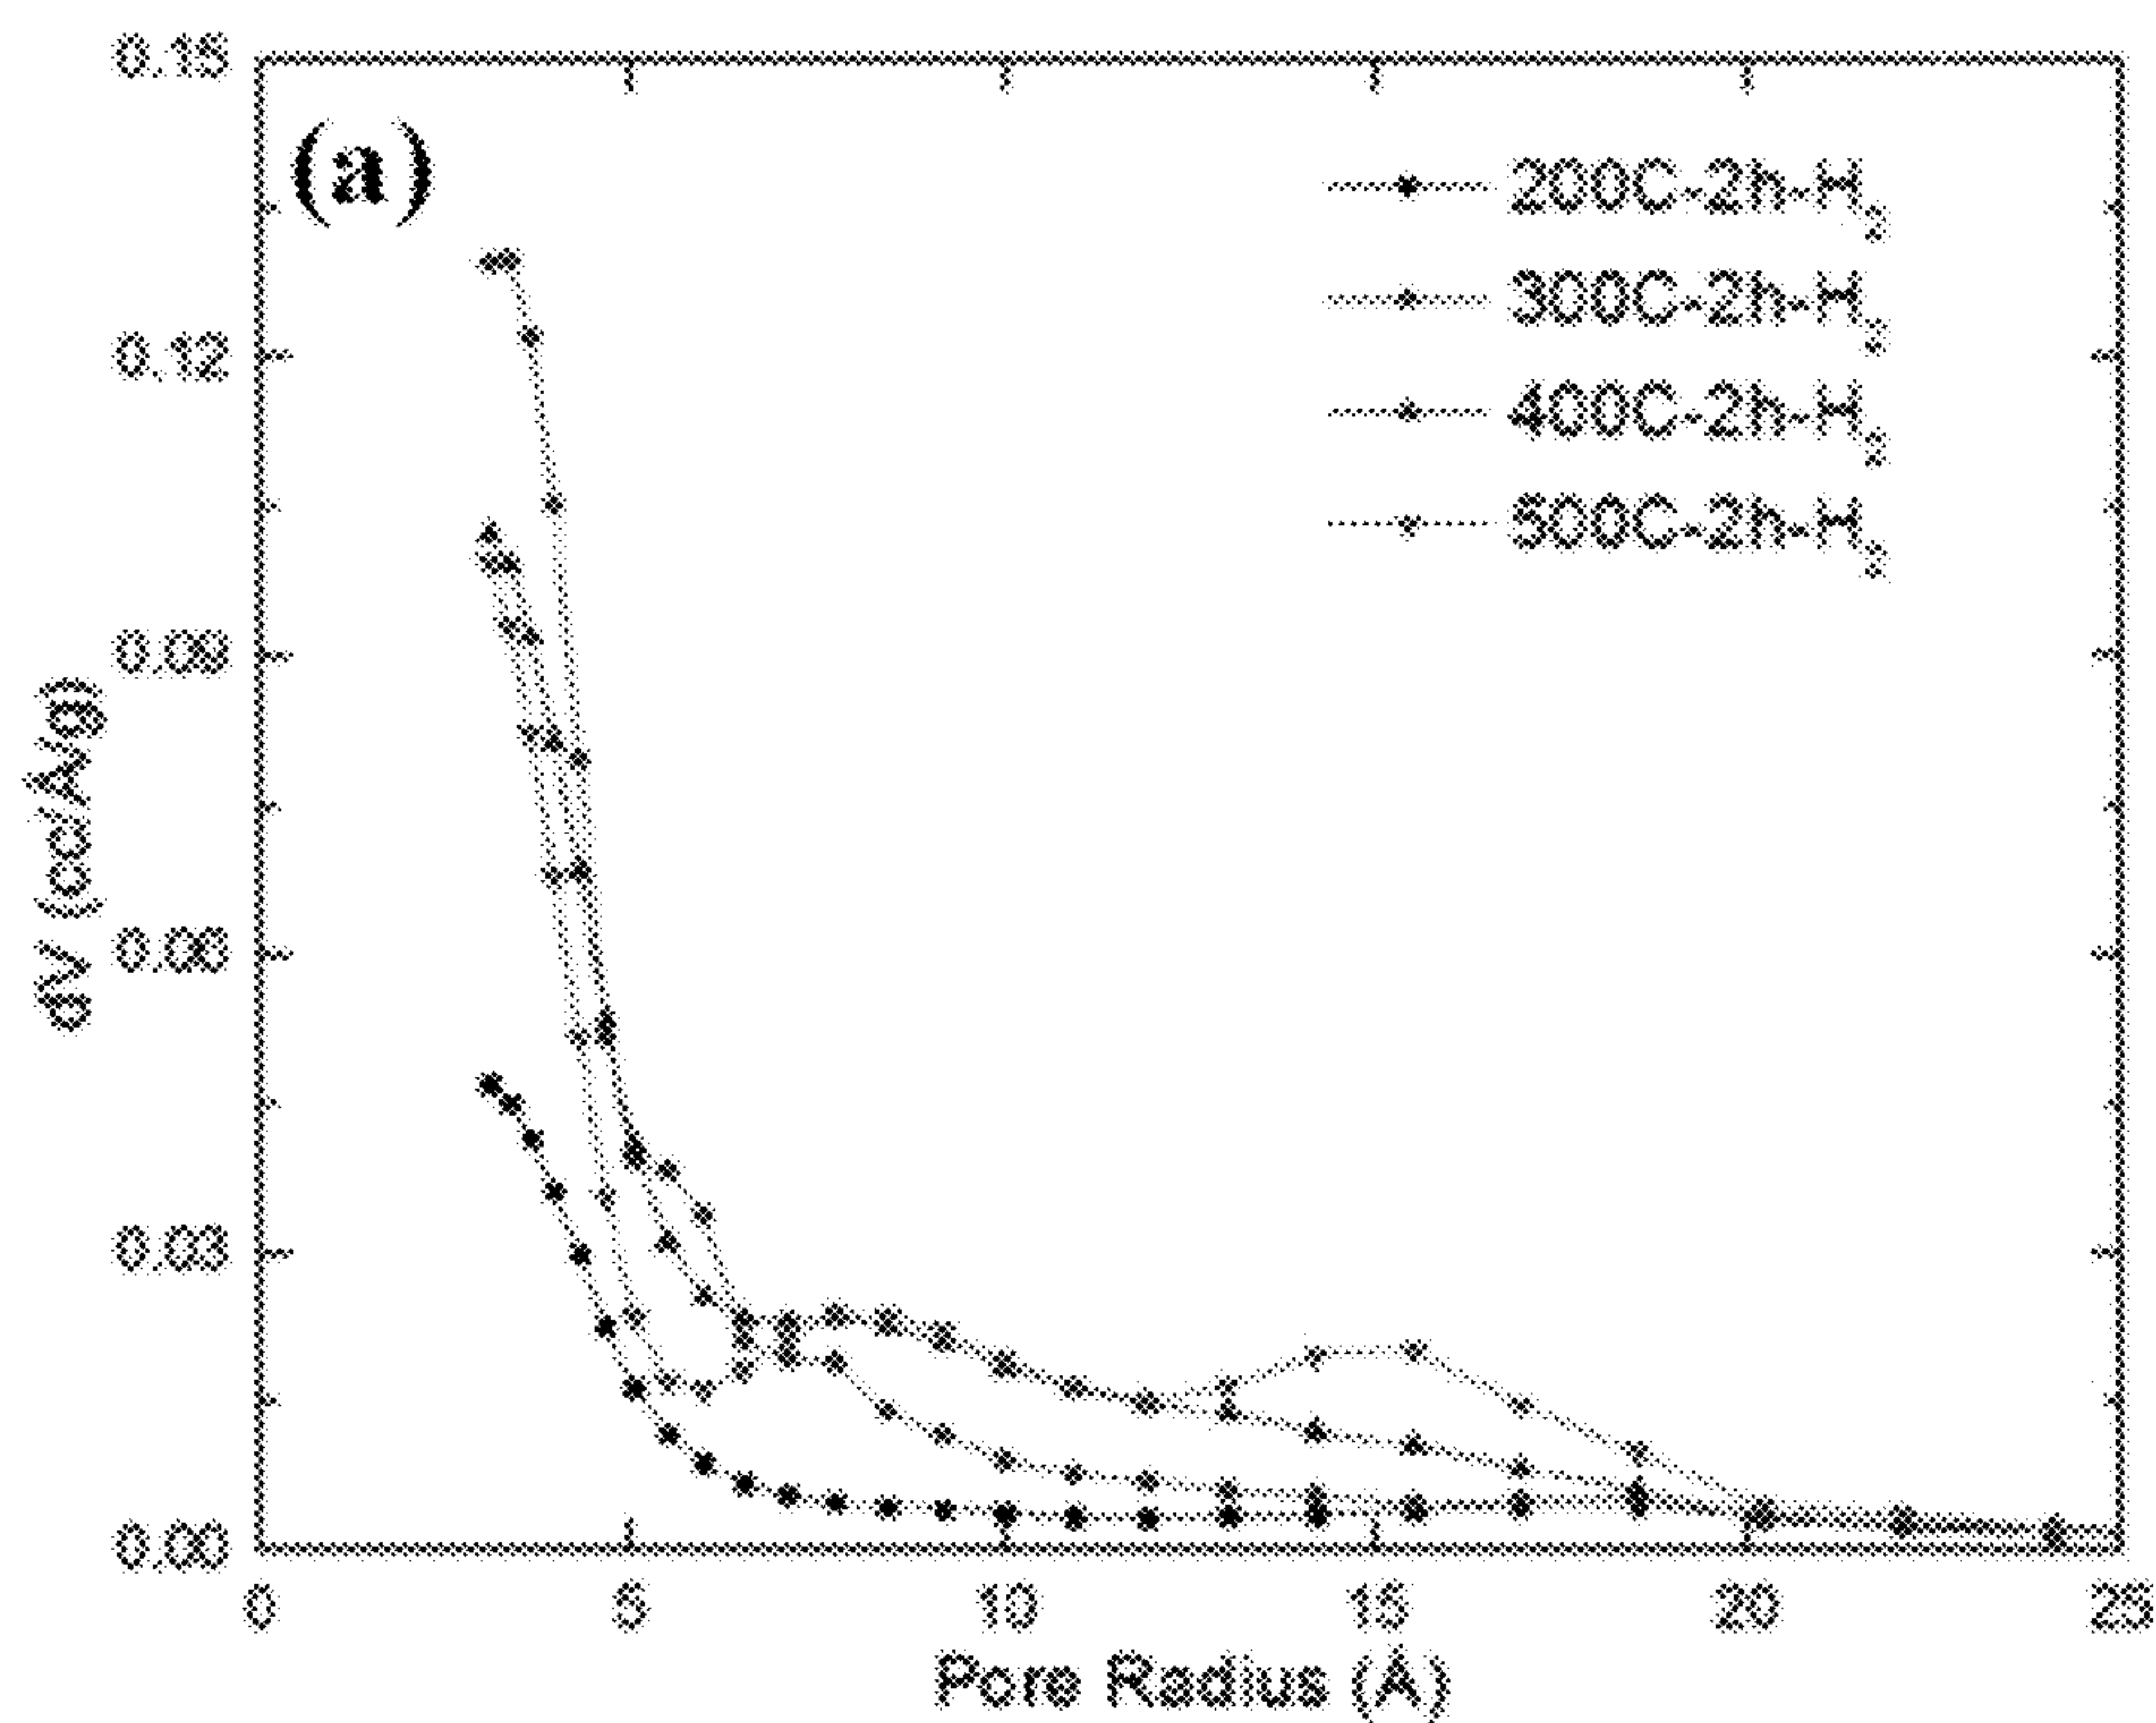 (a)
200C-2h-H2
300C-2h-H2
400C-2h-H2
500C-2h-H2
dV (cc/Å/g)
0.15
0.12
0.09
0.06
0.03
0.00
0
5
10
15
20
25
Pore Radius (Å)